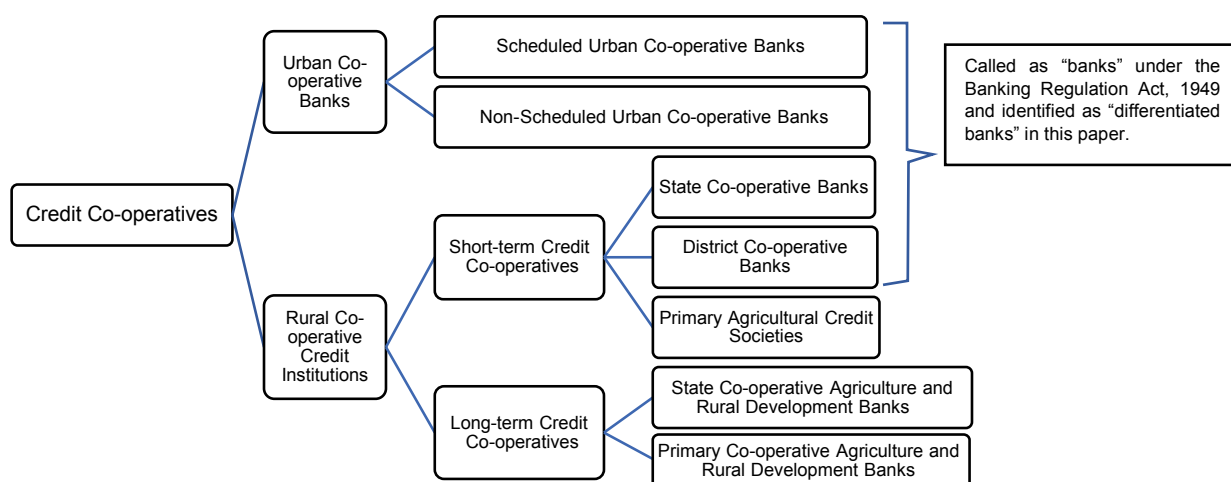 Credit Co-operatives
Urban Co-
operative
Banks
Rural Co-
operative
Credit
Institutions
Scheduled Urban Co-operative Banks
Non-Scheduled Urban Co-operative Banks
Short-term Credit
Co-operatives
Long-term Credit
Co-operatives
State Co-operative Banks
District Co-operative
Banks
Primary Agricultural Credit
Societies
State Co-operative Agriculture and
Rural Development Banks
Primary Co-operative Agriculture and
Rural Development Banks
Called as “banks” under the
Banking Regulation Act, 1949
and identified as “differentiated
banks” in this paper.